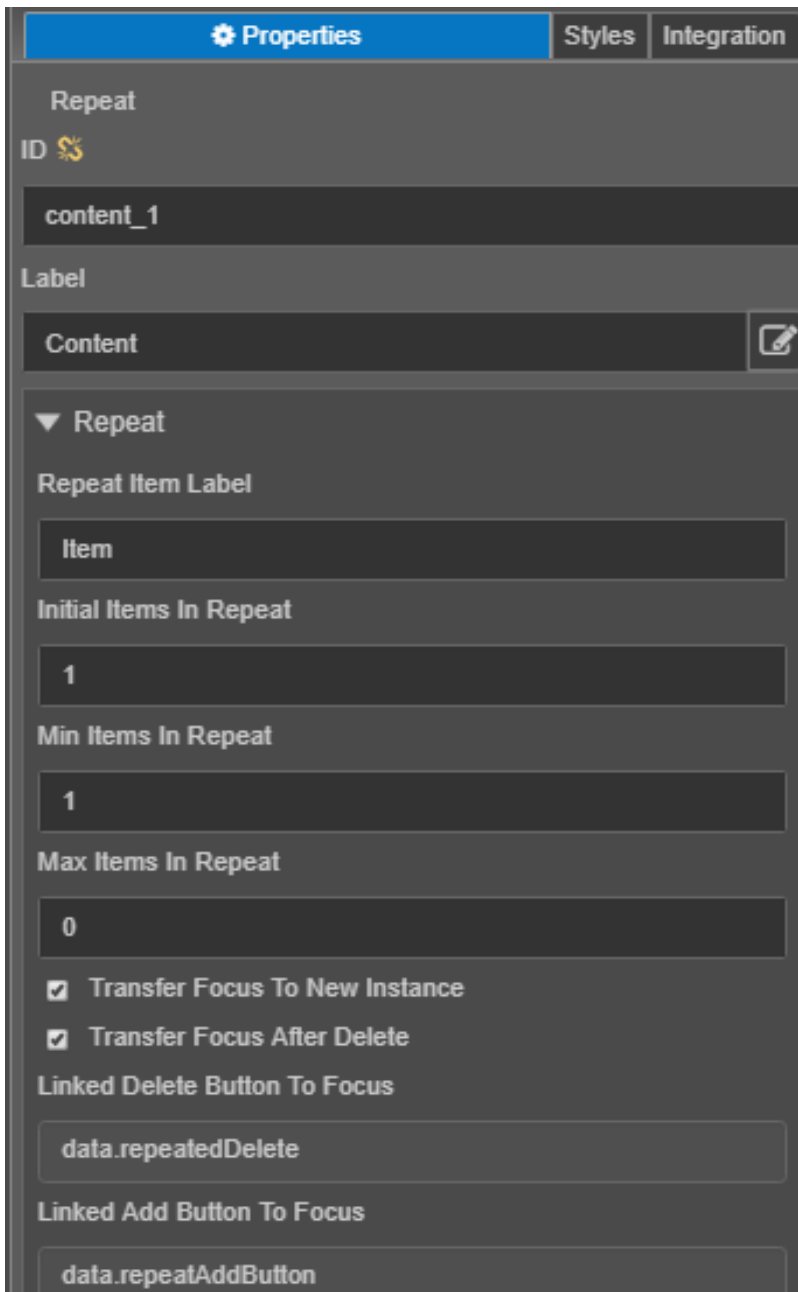 Properties Styles Integration
Repeat
ID
content_1
Label
Content
Repeat
Repeat Item Label
Item
Initial Items In Repeat
1
Min Items In Repeat
1
Max Items In Repeat
0
Transfer Focus To New Instance
Transfer Focus After Delete
Linked Delete Button To Focus
data.repeatedDelete
Linked Add Button To Focus
data.repeatAddButton